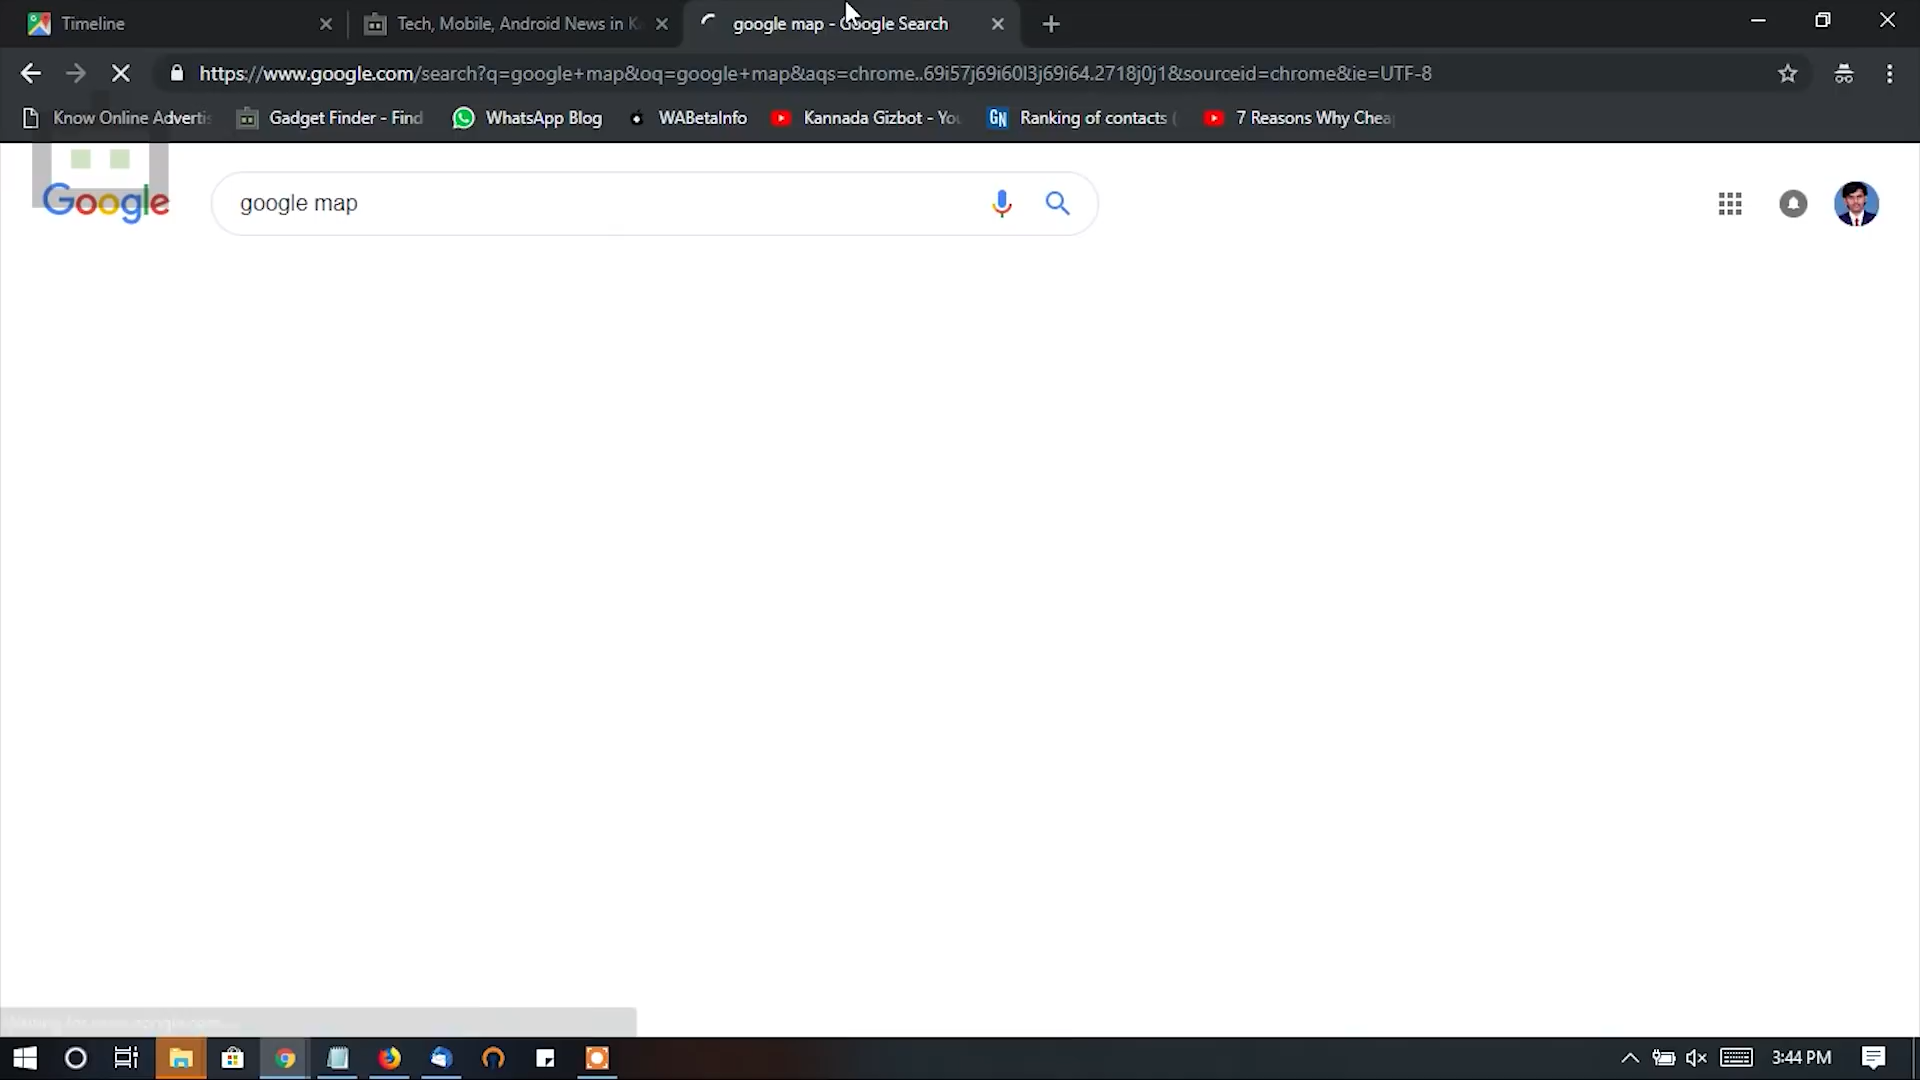 Timeline
Tech, Mobile, Android News in K
google map - Google Search
https://www.google.com/search?q=google+map&oq=google+map&aqs=chrome..69i57j69i60l3j69i64.2718j0j1&sourceid=chrome&ie=UTF-8
Know Online Advertis
Gadget Finder - Find
WhatsApp Blog
WABetaInfo
Kannada Gizbot - You
GN
Ranking of contacts (
7 Reasons Why Chea
Google
google map
3:44 PM